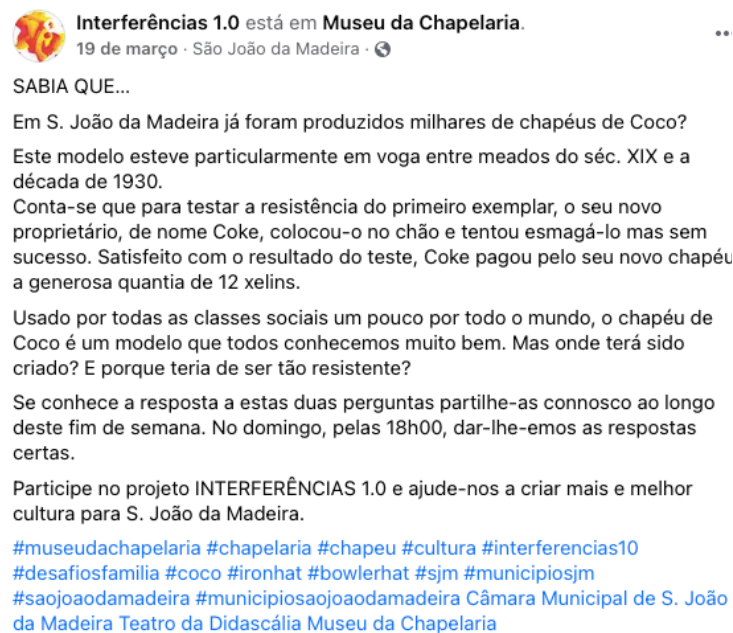 Interferências 1.0 está em Museu da Chapelaria.
19 de março · São João da Madeira ·
SABIA QUE...
Em S. João da Madeira já foram produzidos milhares de chapéus de Coco?
Este modelo esteve particularmente em voga entre meados do séc. XIX e a
década de 1930.
Conta-se que para testar a resistência do primeiro exemplar, o seu novo
proprietário, de nome Coke, colocou-o no chão e tentou esmagá-lo mas sem
sucesso. Satisfeito com o resultado do teste, Coke pagou pelo seu novo chapéu
a generosa quantia de 12 xelins.
Usado por todas as classes sociais um pouco por todo o mundo, o chapéu de
Coco é um modelo que todos conhecemos muito bem. Mas onde terá sido
criado? E porque teria de ser tão resistente?
Se conhece a resposta a estas duas perguntas partilhe-as connosco ao longo
deste fim de semana. No domingo, pelas 18h00, dar-lhe-emos as respostas
certas.
Participe no projeto INTERFERÊNCIAS 1.0 e ajude-nos a criar mais e melhor
cultura para S. João da Madeira.
#museudachapelaria #chapelaria #chapeu #cultura #interferencias10
#desafiosfamilia #coco #ironhat #bowlerhat #sjm #municipiosjm
#saojoaodamadeira #municipiosaojoaodamadeira Câmara Municipal de S. João
da Madeira Teatro da Didascália Museu da Chapelaria